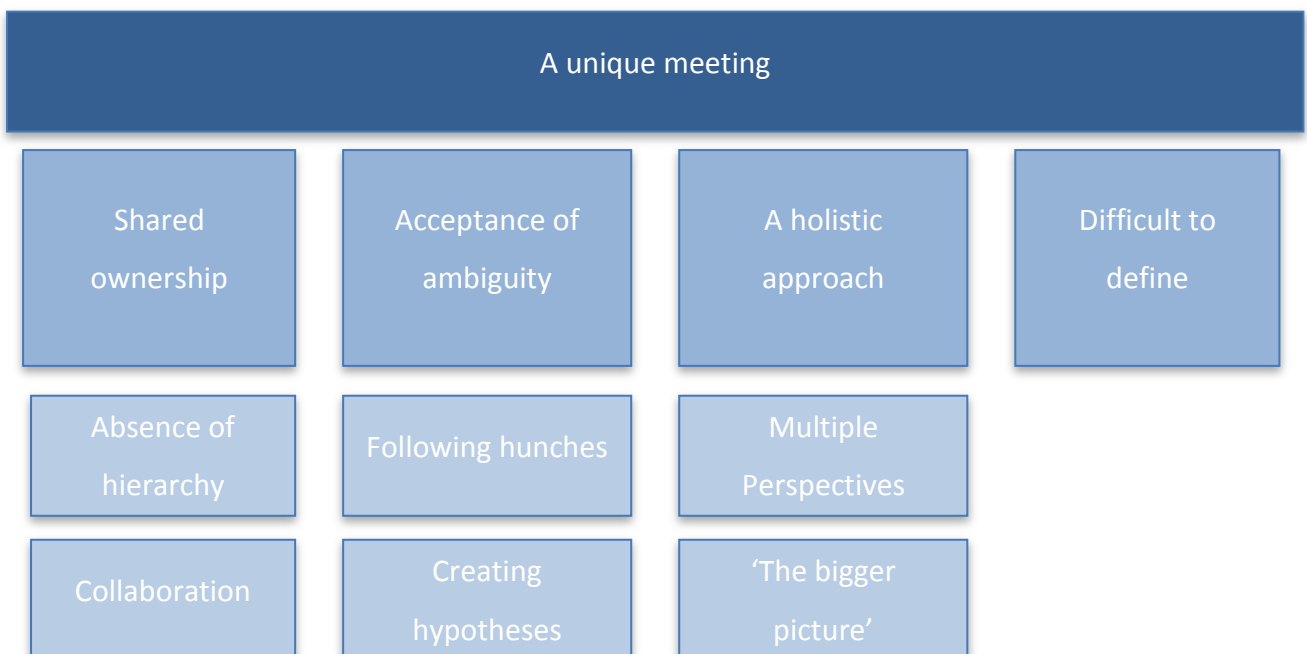 A unique meeting
Shared
ownership
Acceptance of
ambiguity
A holistic
approach
Difficult to
define
Absence of
hierarchy
Following hunches
Multiple
Perspectives
Collaboration
Creating
hypotheses
‘The bigger
picture’